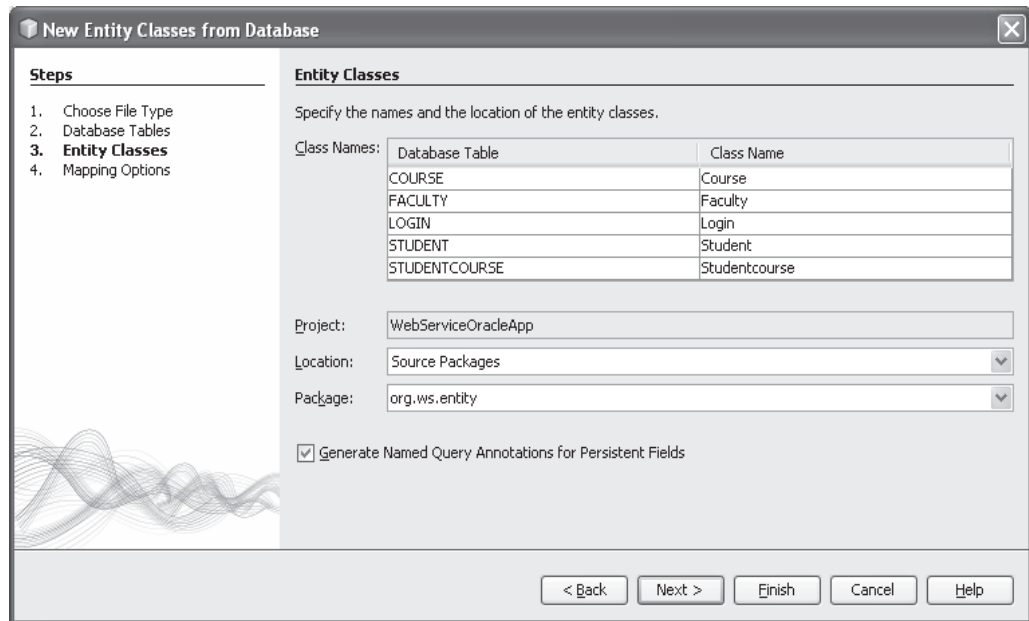 New Entity Classes from Database
Steps
1. Choose File Type
2. Database Tables
3. Entity Classes
4. Mapping Options
Entity Classes
Specify the names and the location of the entity classes.
Class Names:
Database Table Class Name
COURSE Course
FACULTY Faculty
LOGIN Login
STUDENT Student
STUDENTCOURSE Studentcourse
Project: WebServiceOracleApp
Location: Source Packages
Package: org.ws.entity
Generate Named Query Annotations for Persistent Fields
< Back Next > Finish Cancel Help